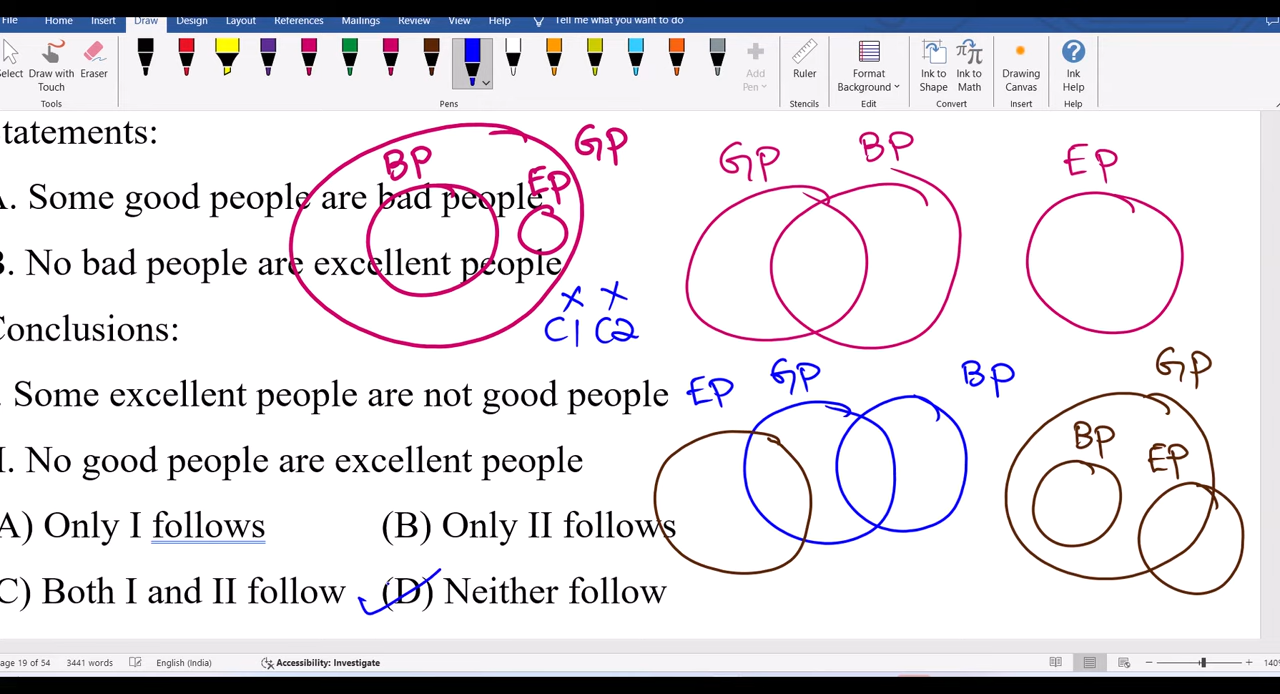 File Home Insert Draw Design Layout References Mailings Review View Help Tell me what you want to do
Select Draw with Touch Eraser Add Pen Ruler Format Background Ink to Shape Ink to Math Drawing Canvas Ink Help
Tools Pens Stencils Edit Convert Insert Help
tatements:
GP
BP
EP
GP
BP
EP
A. Some good people are bad people
B. No bad people are excellent people
C1 C2
Conclusions:
EP GP BP
GP
BP
EP
. Some excellent people are not good people
I. No good people are excellent people
A) Only I follows (B) Only II follows
C) Both I and II follow (D) Neither follow
age 19 of 54 3441 words English (India) Accessibility: Investigate 140